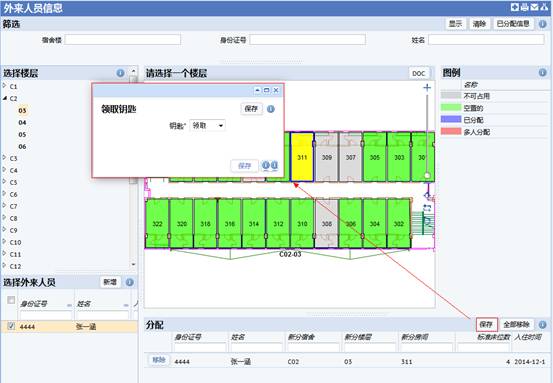 外来人员信息
筛选
显示 清除 已分配信息
宿舍楼 身份证号 姓名
选择楼层
C1
C2
03
04
05
06
C3
C4
C5
C6
C7
C8
C9
C10
C11
C12
请选择一个楼层
DOC
领取钥匙
保存
钥匙* 领取
保存
311 309 307 305 303 301
322 320 318 316 314 312 310 308 306 304 302
C02-03
图例
名称
不可占用
空置的
已分配
多人分配
选择外来人员
新增
身份证号 姓名
4444 张一涵
分配
保存 全部移除
身份证号 姓名 新分宿舍 新分楼层 新分房间 标准床位数 入住时间
移除 4444 张一涵 C02 03 311 4 2014-12-1